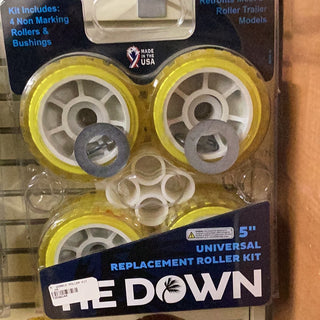 Kit Includes:
4 Non Marking
Rollers &
Bushings
Roller Trailer
Models
MADE
IN THE
USA
5"
UNIVERSAL
REPLACEMENT ROLLER KIT
TIE DOWN